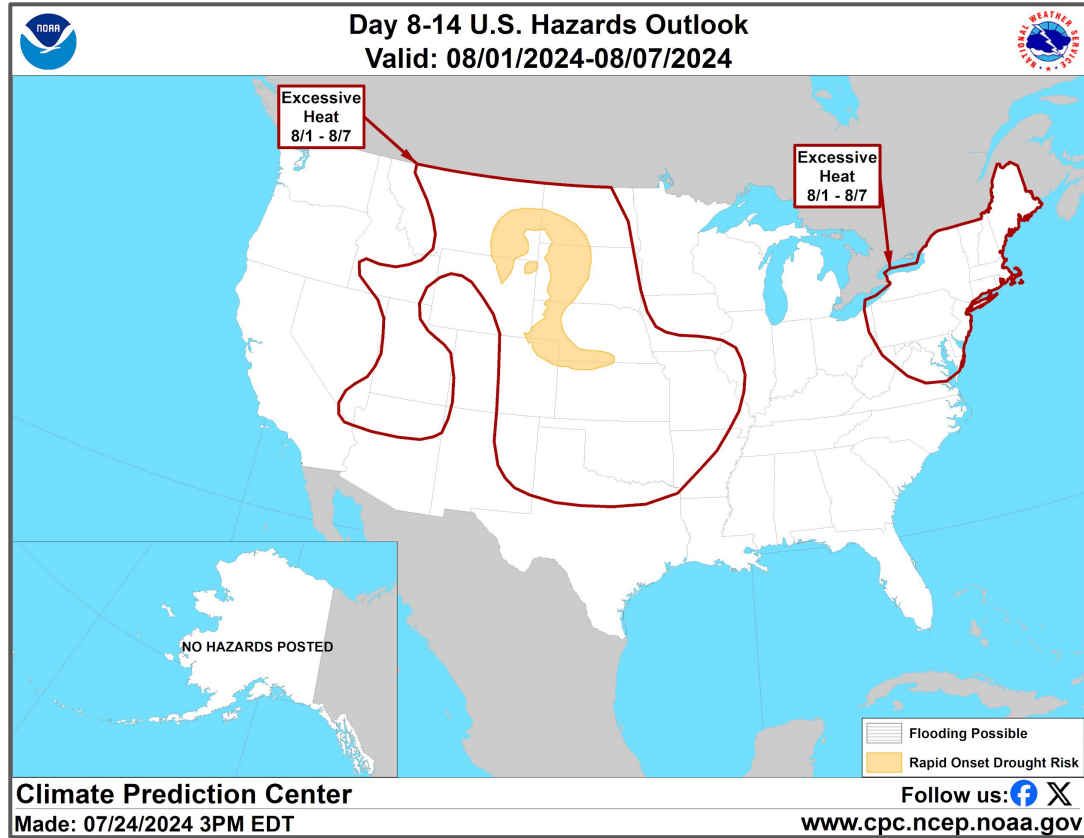 NOAA
Day 8-14 U.S. Hazards Outlook
Valid: 08/01/2024-08/07/2024
NATIONAL WEATHER SERVICE
Excessive
Heat
8/1 - 8/7
Excessive
Heat
8/1 - 8/7
NO HAZARDS POSTED
Flooding Possible
Rapid Onset Drought Risk
Climate Prediction Center
Follow us:
Made: 07/24/2024 3PM EDT
www.cpc.ncep.noaa.gov